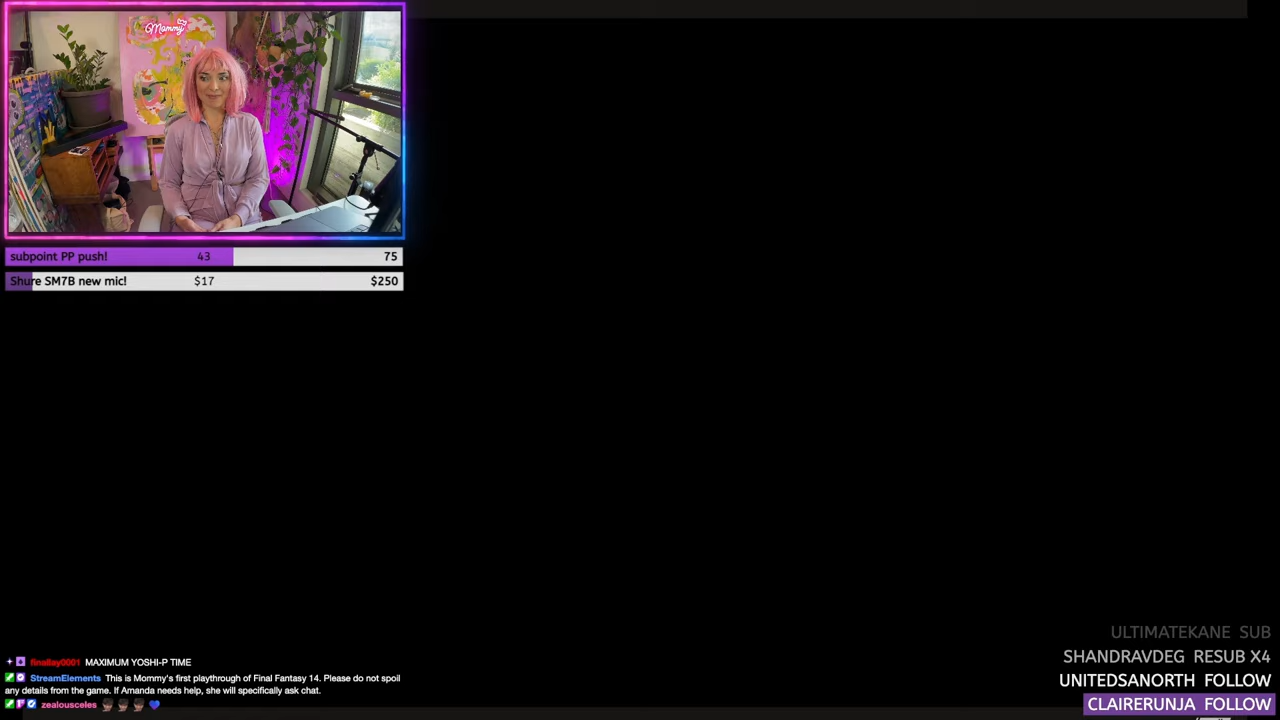 Mommy
subpoint PP push! 43 75
Shure SM7B new mic! $17 $250
ULTIMATEKANE SUB
SHANDRAVDEG RESUB X4
UNITEDSANORTH FOLLOW
CLAIRERUNJA FOLLOW
finallay0001 MAXIMUM YOSHI-P TIME
StreamElements This is Mommy's first playthrough of Final Fantasy 14. Please do not spoil
any details from the game. If Amanda needs help, she will specifically ask chat.
zealousceles